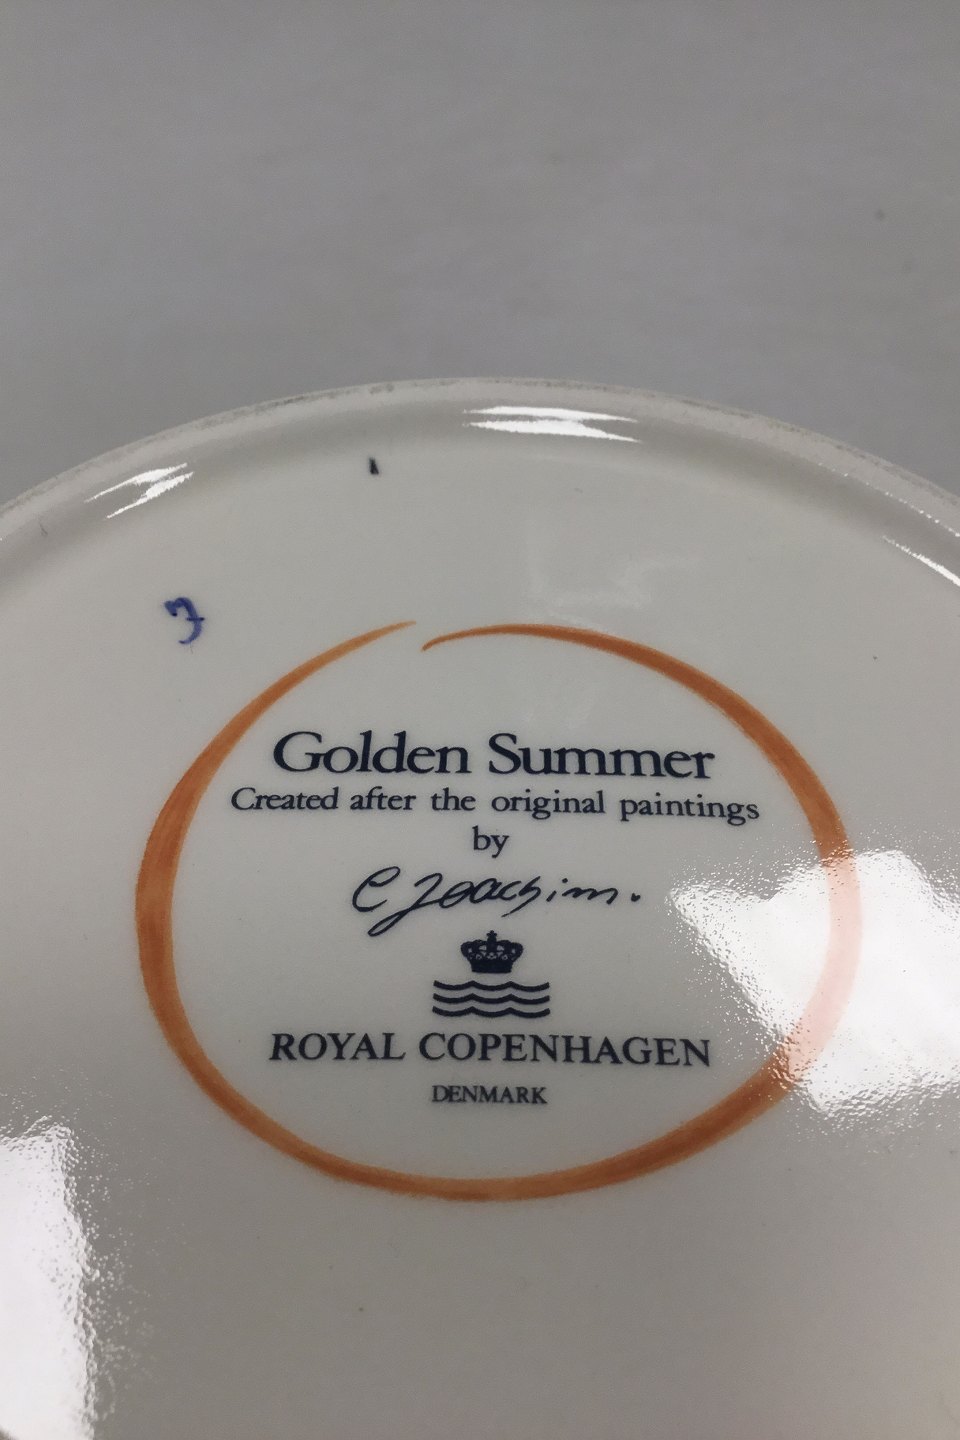 Golden Summer
Created after the original paintings
by
C Joachim.
ROYAL COPENHAGEN
DENMARK